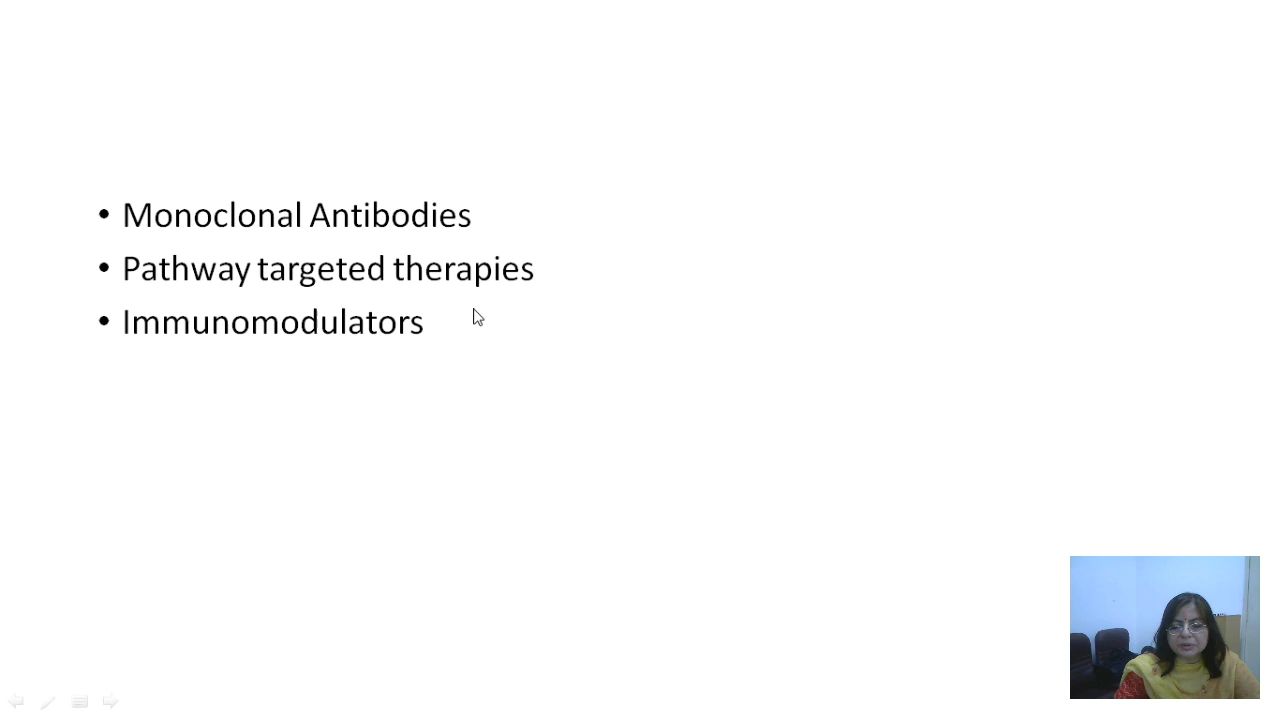 • Monoclonal Antibodies
• Pathway targeted therapies
• Immunomodulators